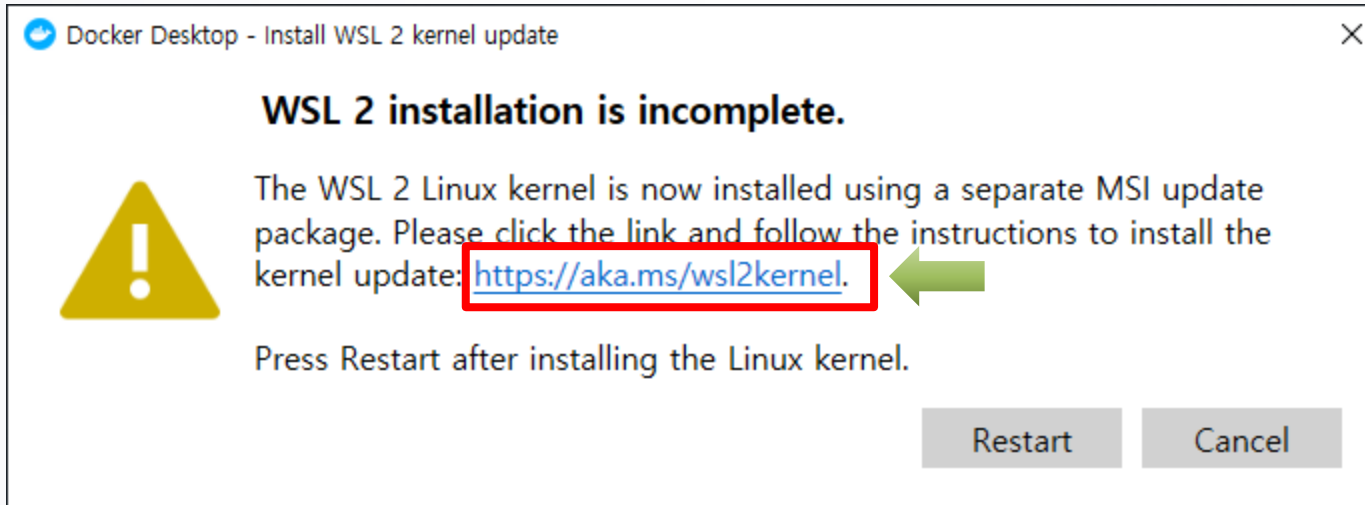 Docker Desktop - Install WSL 2 kernel update
WSL 2 installation is incomplete.
The WSL 2 Linux kernel is now installed using a separate MSI update
package. Please click the link and follow the instructions to install the
kernel update: https://aka.ms/wsl2kernel.
Press Restart after installing the Linux kernel.
Restart Cancel